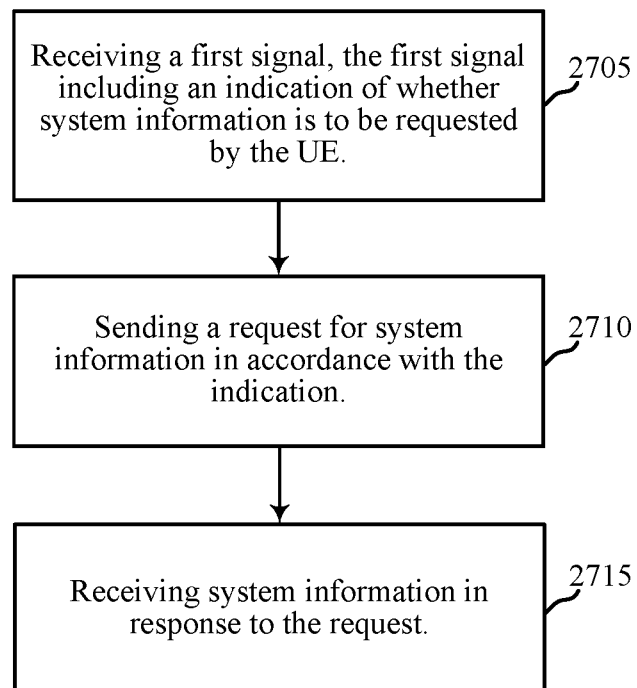 Receiving a first signal, the first signal
including an indication of whether
system information is to be requested
by the UE.
2705
Sending a request for system
information in accordance with the
indication.
2710
Receiving system information in
response to the request.
2715